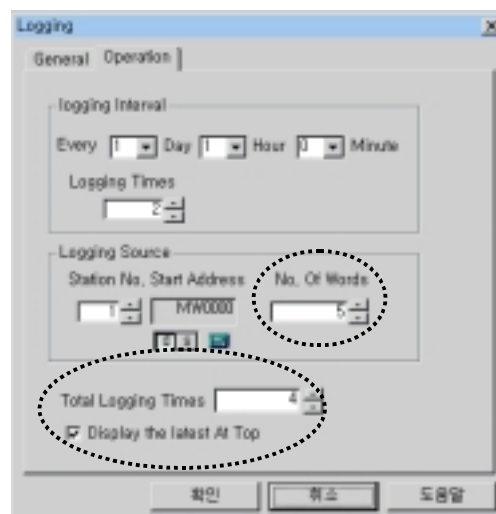 Logging
General Operation
logging Interval
Every 1 Day 1 Hour 0 Minute
Logging Times
2
Logging Source
Station No, Start Address No, Of Words
1 MW0000 5
Total Logging Times 4
Display the latest At Top
확인 취소 도움말